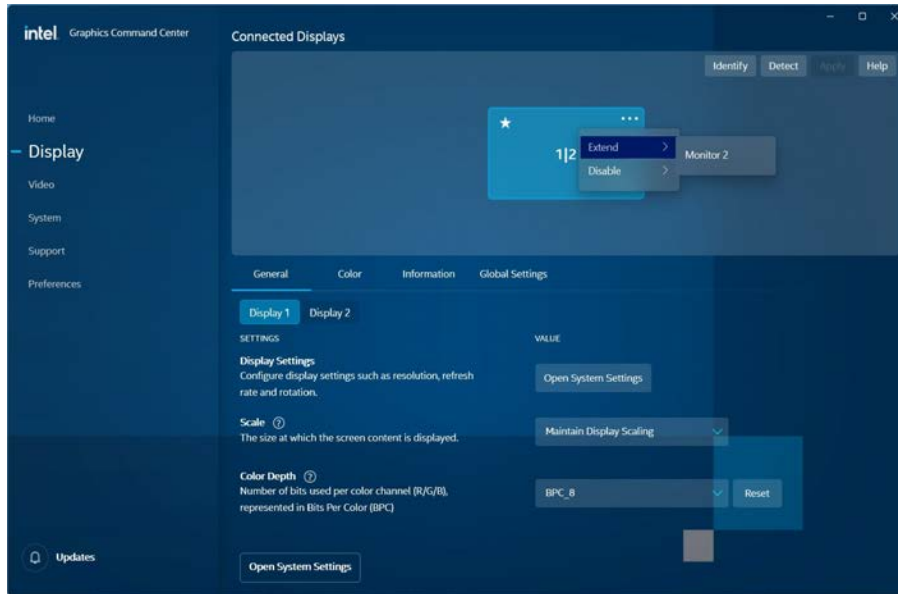 intel Graphics Command Center
Connected Displays
Identify Detect Apply Help
Home
Display
Video
System
Support
Preferences
1|2
Extend
Disable
Monitor 2
General Color Information Global Settings
Display 1 Display 2
SETTINGS VALUE
Display Settings
Configure display settings such as resolution, refresh
rate and rotation.
Open System Settings
Scale ?
The size at which the screen content is displayed.
Maintain Display Scaling
Color Depth ?
Number of bits used per color channel (R/G/B),
represented in Bits Per Color (BPC)
BPC_8 Reset
Updates
Open System Settings